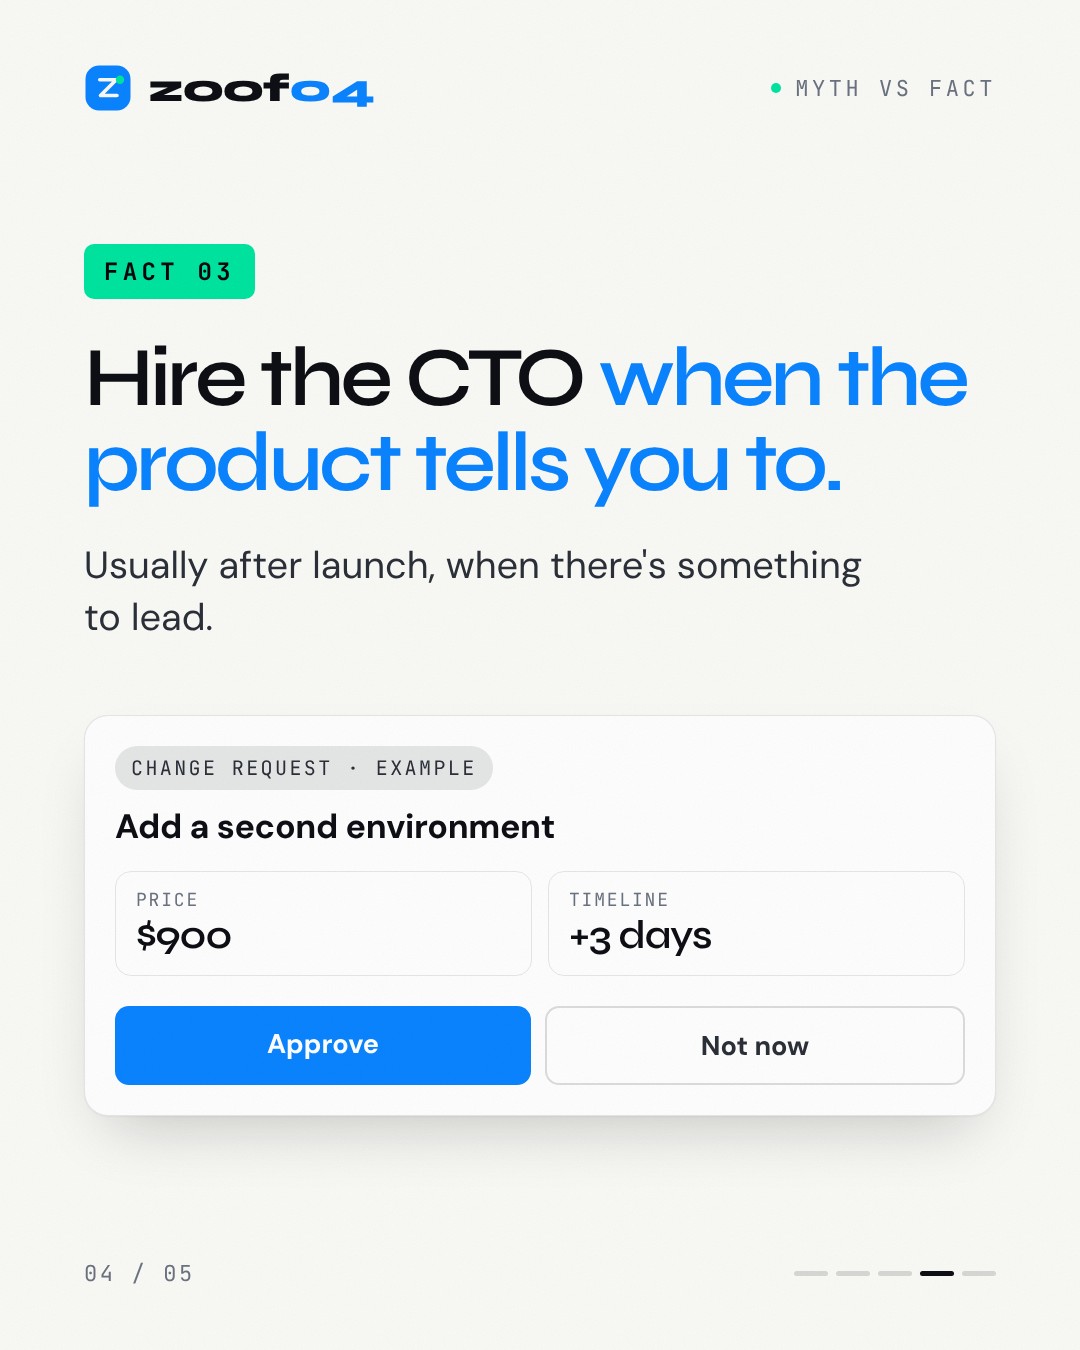 Z zoof04
MYTH VS FACT
FACT 03
Hire the CTO when the
product tells you to.
Usually after launch, when there's something
to lead.
CHANGE REQUEST · EXAMPLE
Add a second environment
PRICE
$900
TIMELINE
+3 days
Approve
Not now
04 / 05